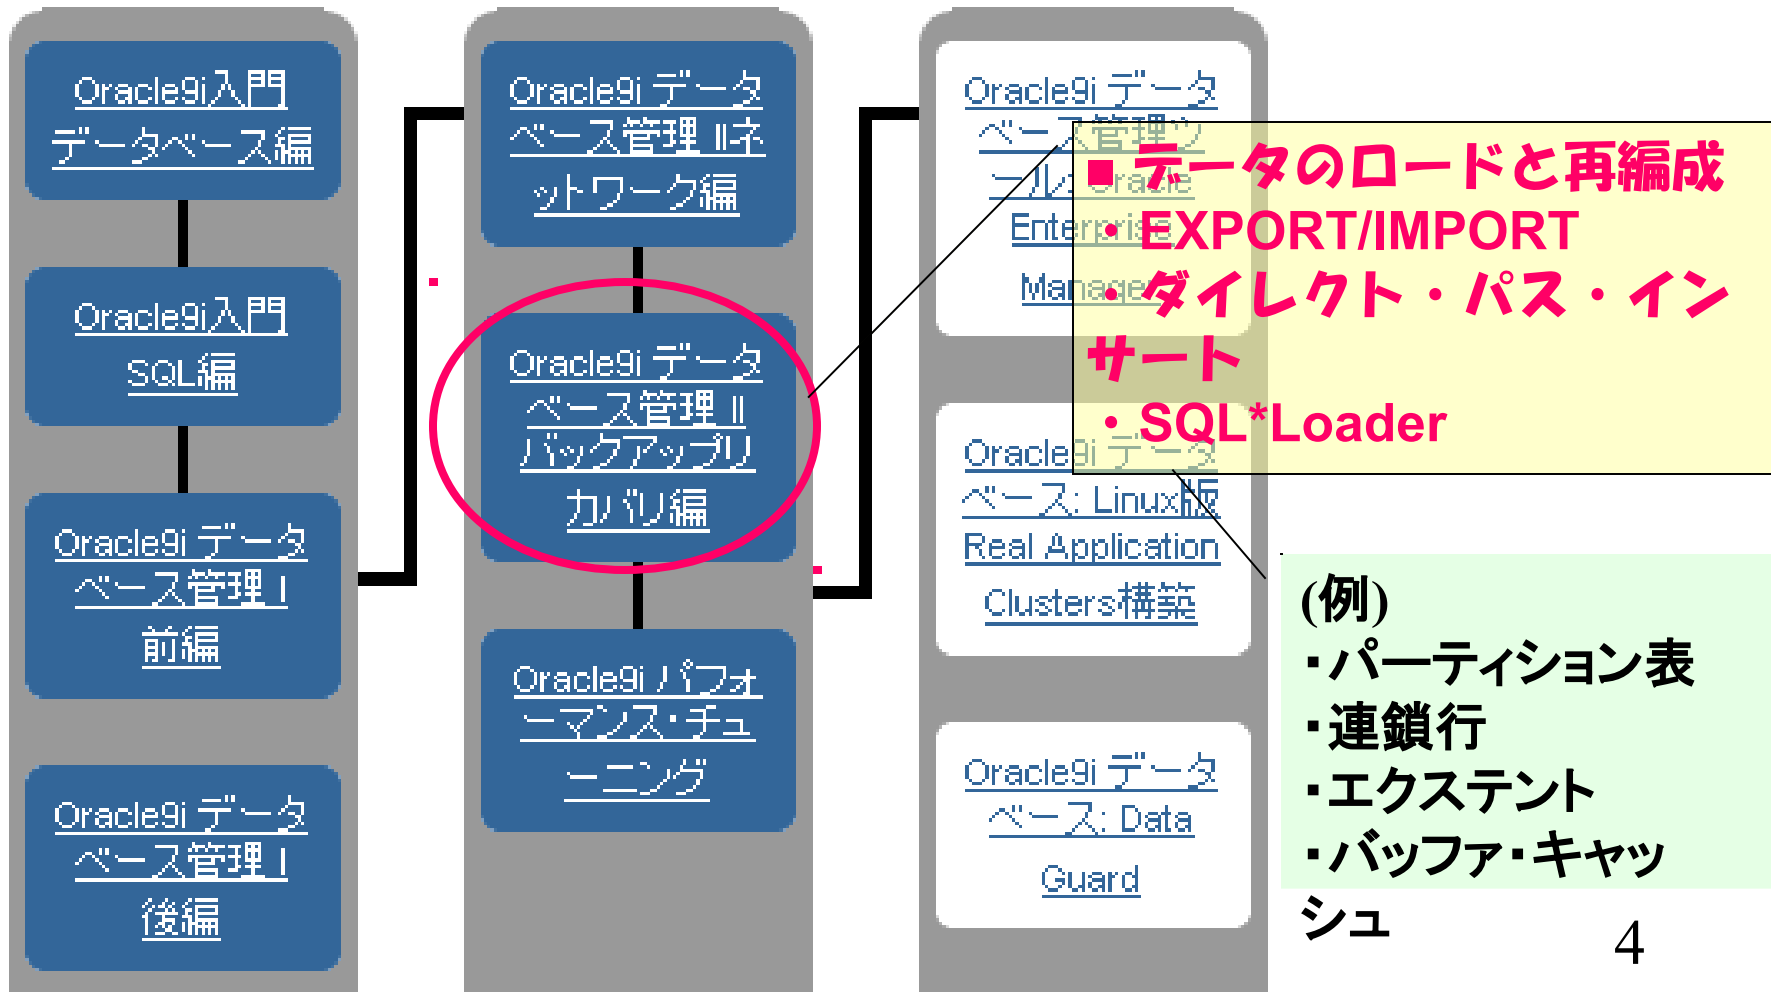 Oracle9i入門
データベース編
Oracle9i入門
SQL編
Oracle9i データ
ベース管理 I
前編
Oracle9i データ
ベース管理 I
後編
Oracle9i データ
ベース管理 IIネ
ットワーク編
Oracle9i データ
ベース管理 II
バックアップリ
カバリ編
Oracle9i パフォ
ーマンス・チュ
ーニング
Oracle9i データ
ベース管理ツ
ール: Oracle
Enterprise
Manager
Oracle9i データ
ベース: Linux版
Real Application
Clusters構築
Oracle9i データ
ベース: Data
Guard
■ データのロードと再編成
・ EXPORT/IMPORT
・ ダイレクト・パス・イン
サート
・ SQL*Loader
(例)
・パーティション表
・連鎖行
・エクステント
・バッファ・キャッ
シュ
4